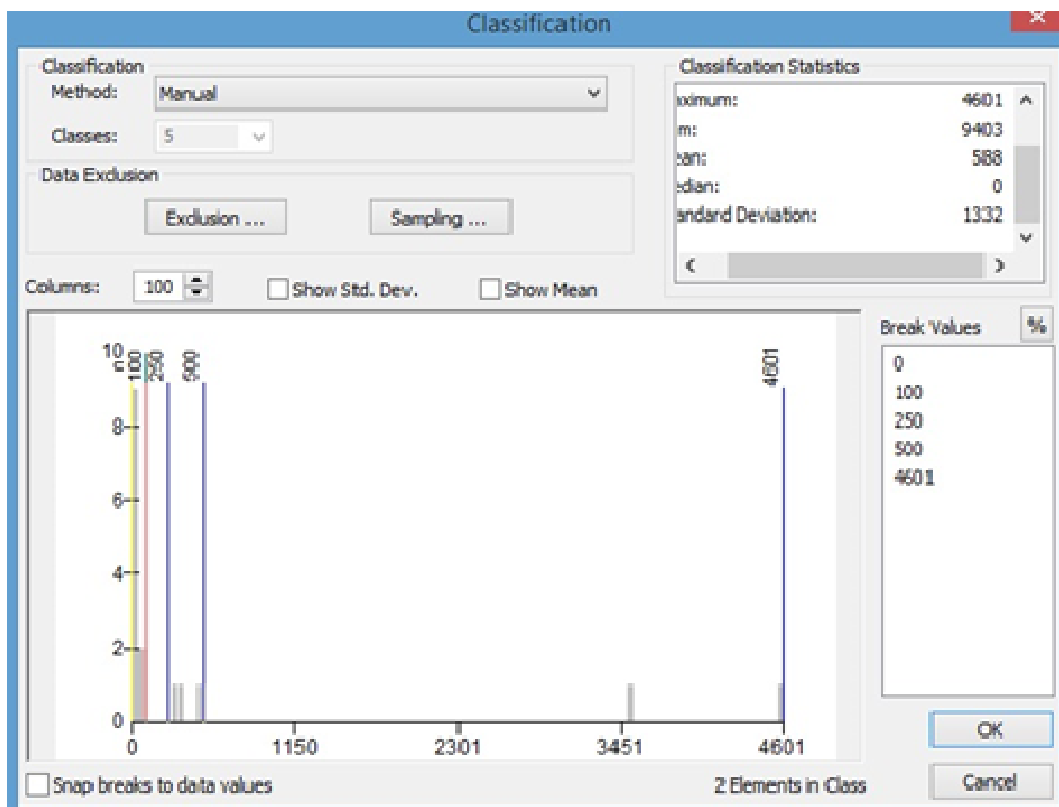 Classification
Classification
Method:
Manual
Classes:
5
Data Exclusion
Exclusion ...
Sampling ...
Classification Statistics
ximum:
4601
m:
9403
ean:
588
edian:
0
andard Deviation:
1332
Columns:
100
Show Std. Dev.
Show Mean
Break Values
%
0
100
250
500
4601
10
8
6
4
2
0
0
100
250
500
4601
0
1150
2301
3451
4601
Snap breaks to data values
2 Elements in Class
OK
Cancel